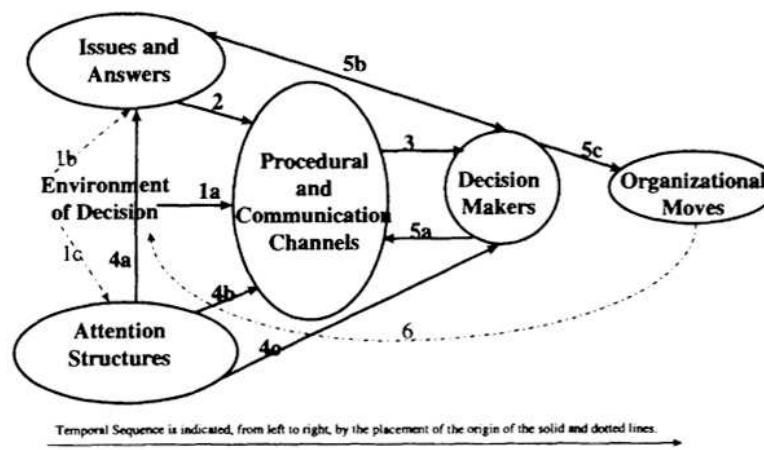 Issues and
Answers
5b
2
1b
3
5c
Procedural
and
Communication
Channels
Decision
Makers
Organizational
Moves
Environment
of Decision
1a
5a
1c
4a
4b
Attention
Structures
4c
6
Temporal Sequence is indicated, from left to right, by the placement of the origin of the solid and dotted lines.